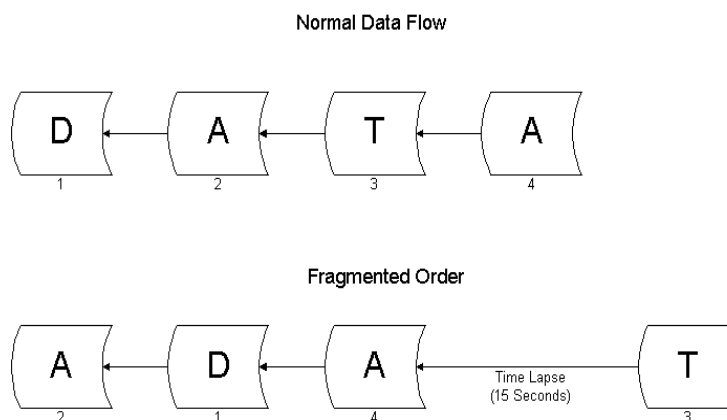 Normal Data Flow
D A T A
1 2 3 4
Fragmented Order
A D A T
Time Lapse
(15 Seconds)
2 1 4 3